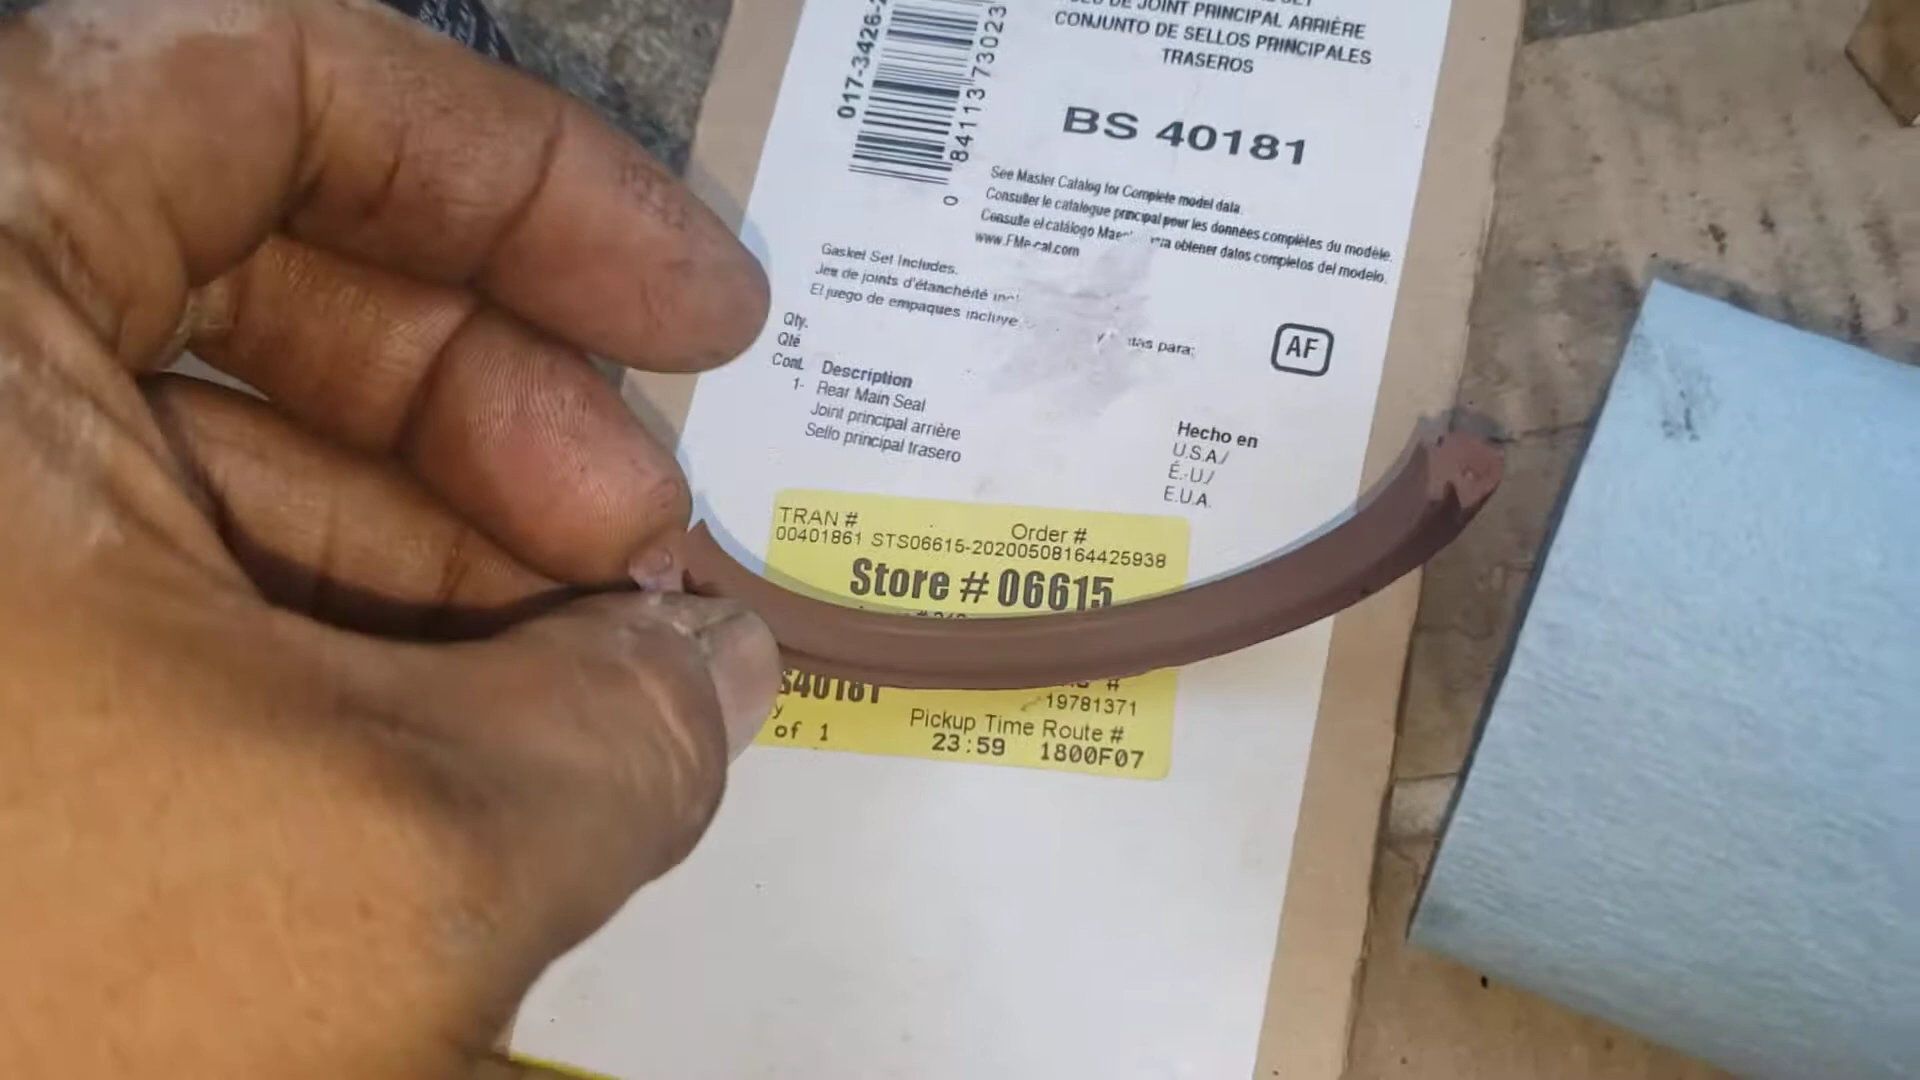 DE JOINT PRINCIPAL ARRIÈRE
CONJUNTO DE SELLOS PRINCIPALES
TRASEROS
017-3426-
0 84113 73023
BS 40181
See Master Catalog for Complete model data.
Consulter le catalogue principal pour les données complètes du modèle.
Consulte el catálogo obtener datos completos del modelo.
www.FMe-cat.com
Gasket Set Includes.
Jeu de joints d'étanchéité
El juego de empaques incluye
para:
AF
Qty.
Qté
Cont. Description
1- Rear Main Seal
Joint principal arrière
Sello principal trasero
Hecho en
U.S.A./
É.-U./
E.U.A.
TRAN # Order #
00401861 STS06615-20200508164425938
Store # 06615
S40181
#
19781371
y
of 1
Pickup Time Route #
23:59 1800F07